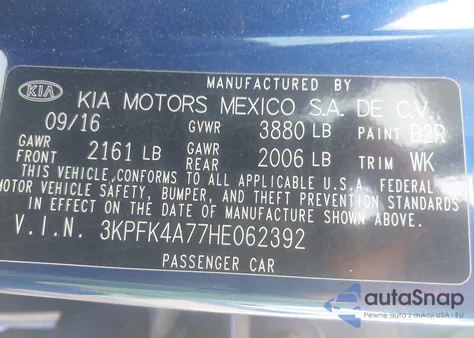 MANUFACTURED BY
KIA KIA MOTORS MEXICO S.A. DE C.V.
09/16 GVWR 3880 LB PAINT B2R
GAWR FRONT 2161 LB GAWR REAR 2006 LB TRIM WK
THIS VEHICLE CONFORMS TO ALL APPLICABLE U.S.A. FEDERAL
MOTOR VEHICLE SAFETY, BUMPER, AND THEFT PREVENTION STANDARDS
IN EFFECT ON THE DATE OF MANUFACTURE SHOWN ABOVE.
V.I.N. 3KPFK4A77HE062392
PASSENGER CAR
autoSnap
Pewne auta z aukcji USA i EU